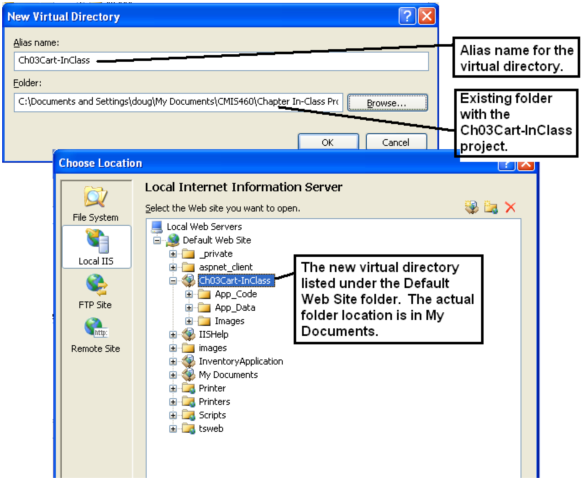 New Virtual Directory
Alias name:
Ch03Cart-InClass
Alias name for the
virtual directory.
Folder:
C:\Documents and Settings\doug\My Documents\CMIS460\Chapter In-Class Pr
Browse...
Existing folder
with the
Ch03Cart-InClass
project.
OK
Cancel
Choose Location
File System
Local IIS
FTP Site
http:
Remote Site
Local Internet Information Server
Select the Web site you want to open.
Local Web Servers
Default Web Site
_private
aspnet_client
Ch03Cart-InClass
App_Code
App_Data
Images
The new virtual directory
listed under the Default
Web Site folder. The actual
folder location is in My
Documents.
IISHelp
images
InventoryApplication
My Documents
Printer
Printers
Scripts
tsweb